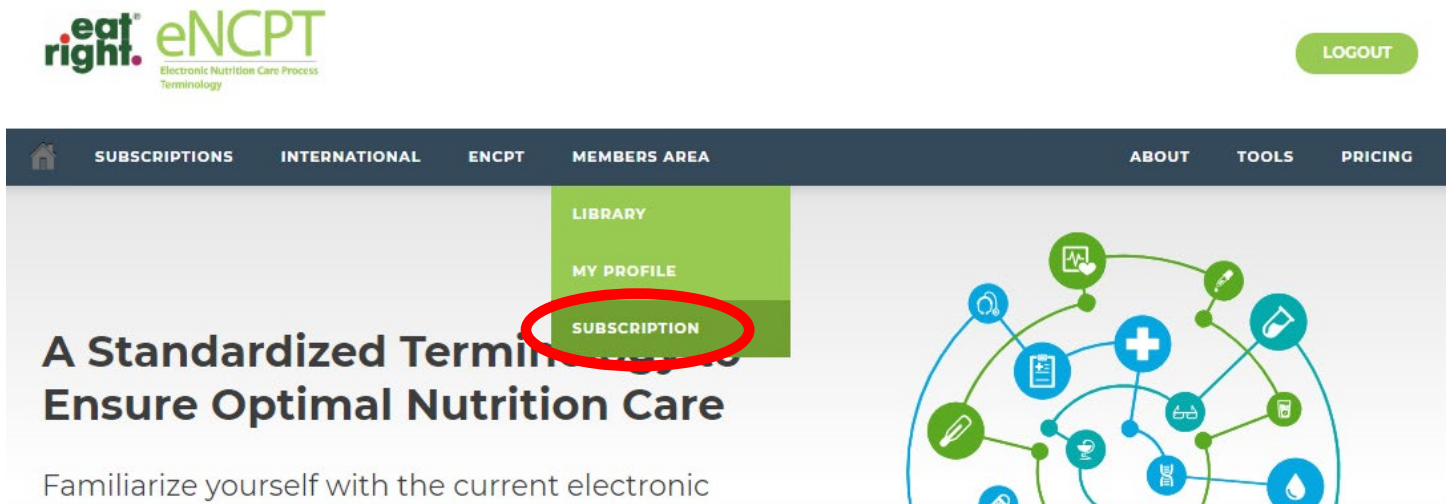 eat
right.
eNCPT
Electronic Nutrition Care Process
Terminology
LOGOUT
SUBSCRIPTIONS INTERNATIONAL ENCPT MEMBERS AREA ABOUT TOOLS PRICING
LIBRARY
MY PROFILE
SUBSCRIPTION
A Standardized Terminology to
Ensure Optimal Nutrition Care
Familiarize yourself with the current electronic